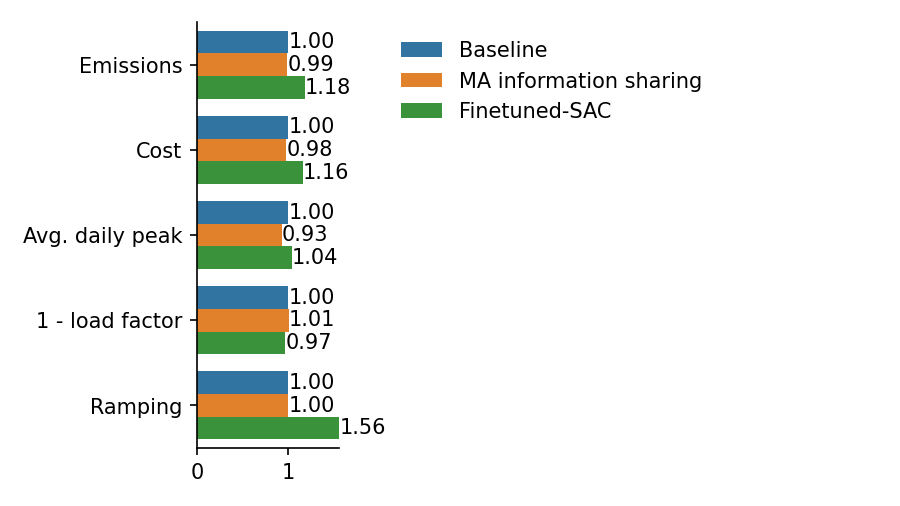 Emissions
1.00
0.99
1.18
Cost
1.00
0.98
1.16
Avg. daily peak
1.00
0.93
1.04
1 - load factor
1.00
1.01
0.97
Ramping
1.00
1.00
1.56
0 1
Baseline
MA information sharing
Finetuned-SAC